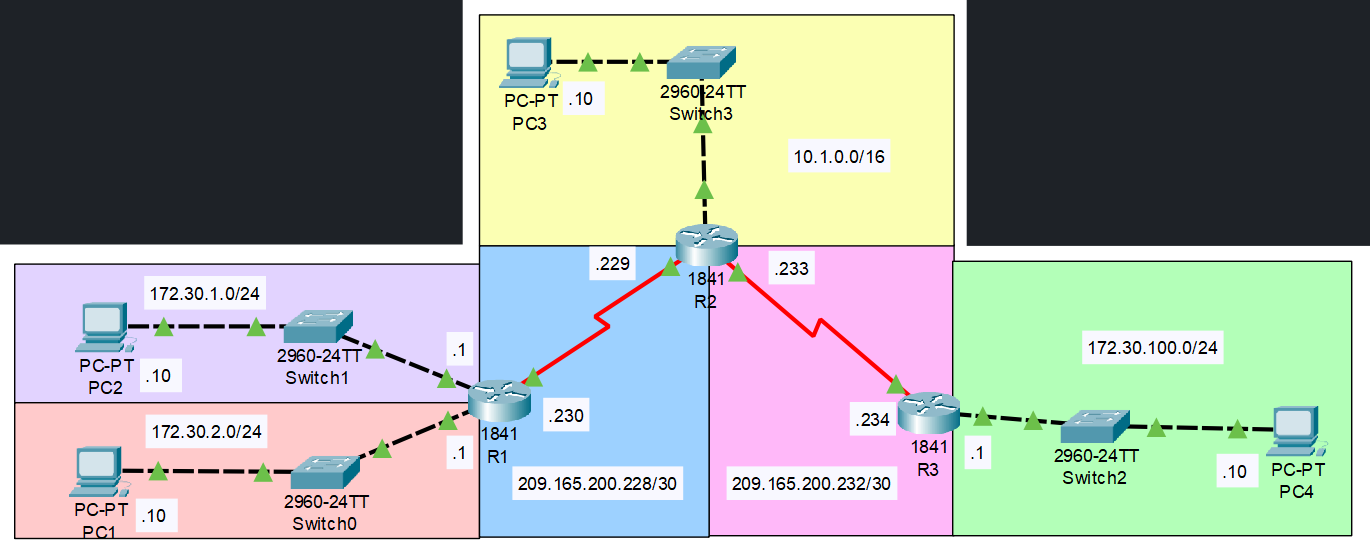 PC-PT
PC3
.10
2960-24TT
Switch3
10.1.0.0/16
.229
1841
R2
.233
172.30.1.0/24
PC-PT
PC2
.10
2960-24TT
Switch1
.1
172.30.2.0/24
PC-PT
PC1
.10
2960-24TT
Switch0
.1
1841
R1
.230
209.165.200.228/30
209.165.200.232/30
.234
1841
R3
.1
172.30.100.0/24
2960-24TT
Switch2
.10
PC-PT
PC4